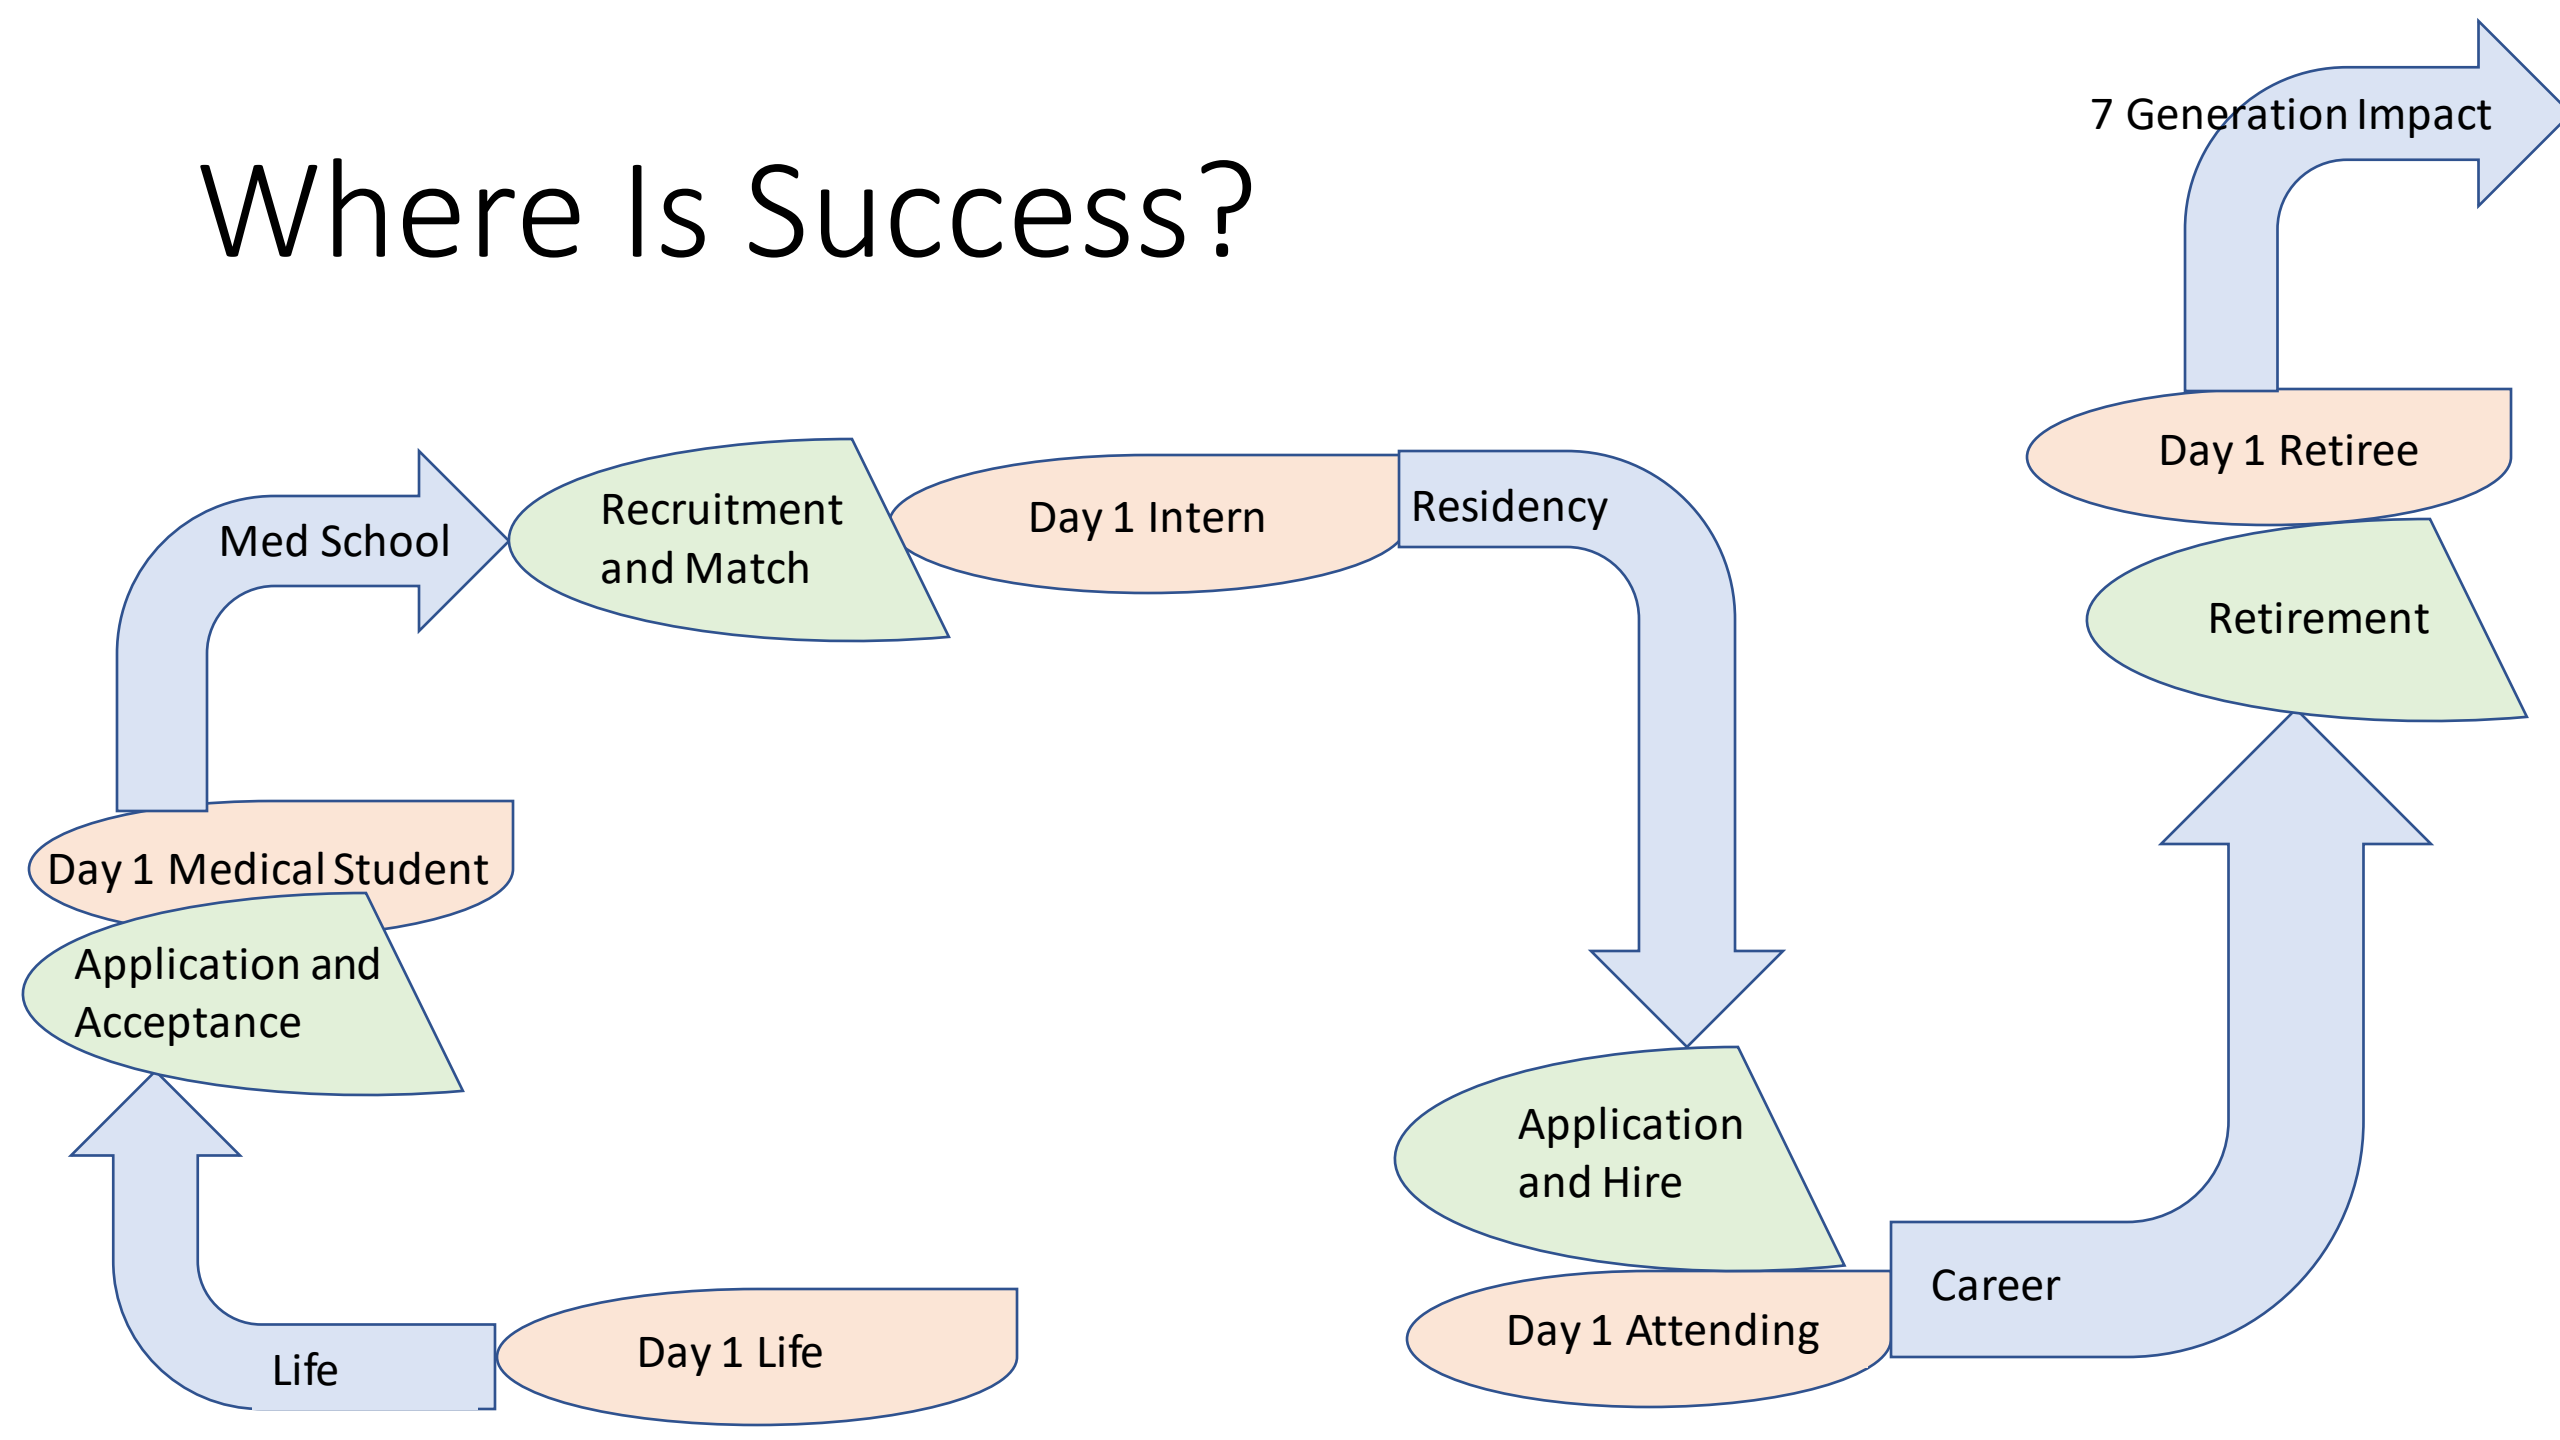 Where Is Success?
7 Generation Impact
Day 1 Retiree
Retirement
Med School
Recruitment
and Match
Day 1 Intern
Residency
Day 1 Medical Student
Application and
Acceptance
Application
and Hire
Career
Day 1 Attending
Life
Day 1 Life